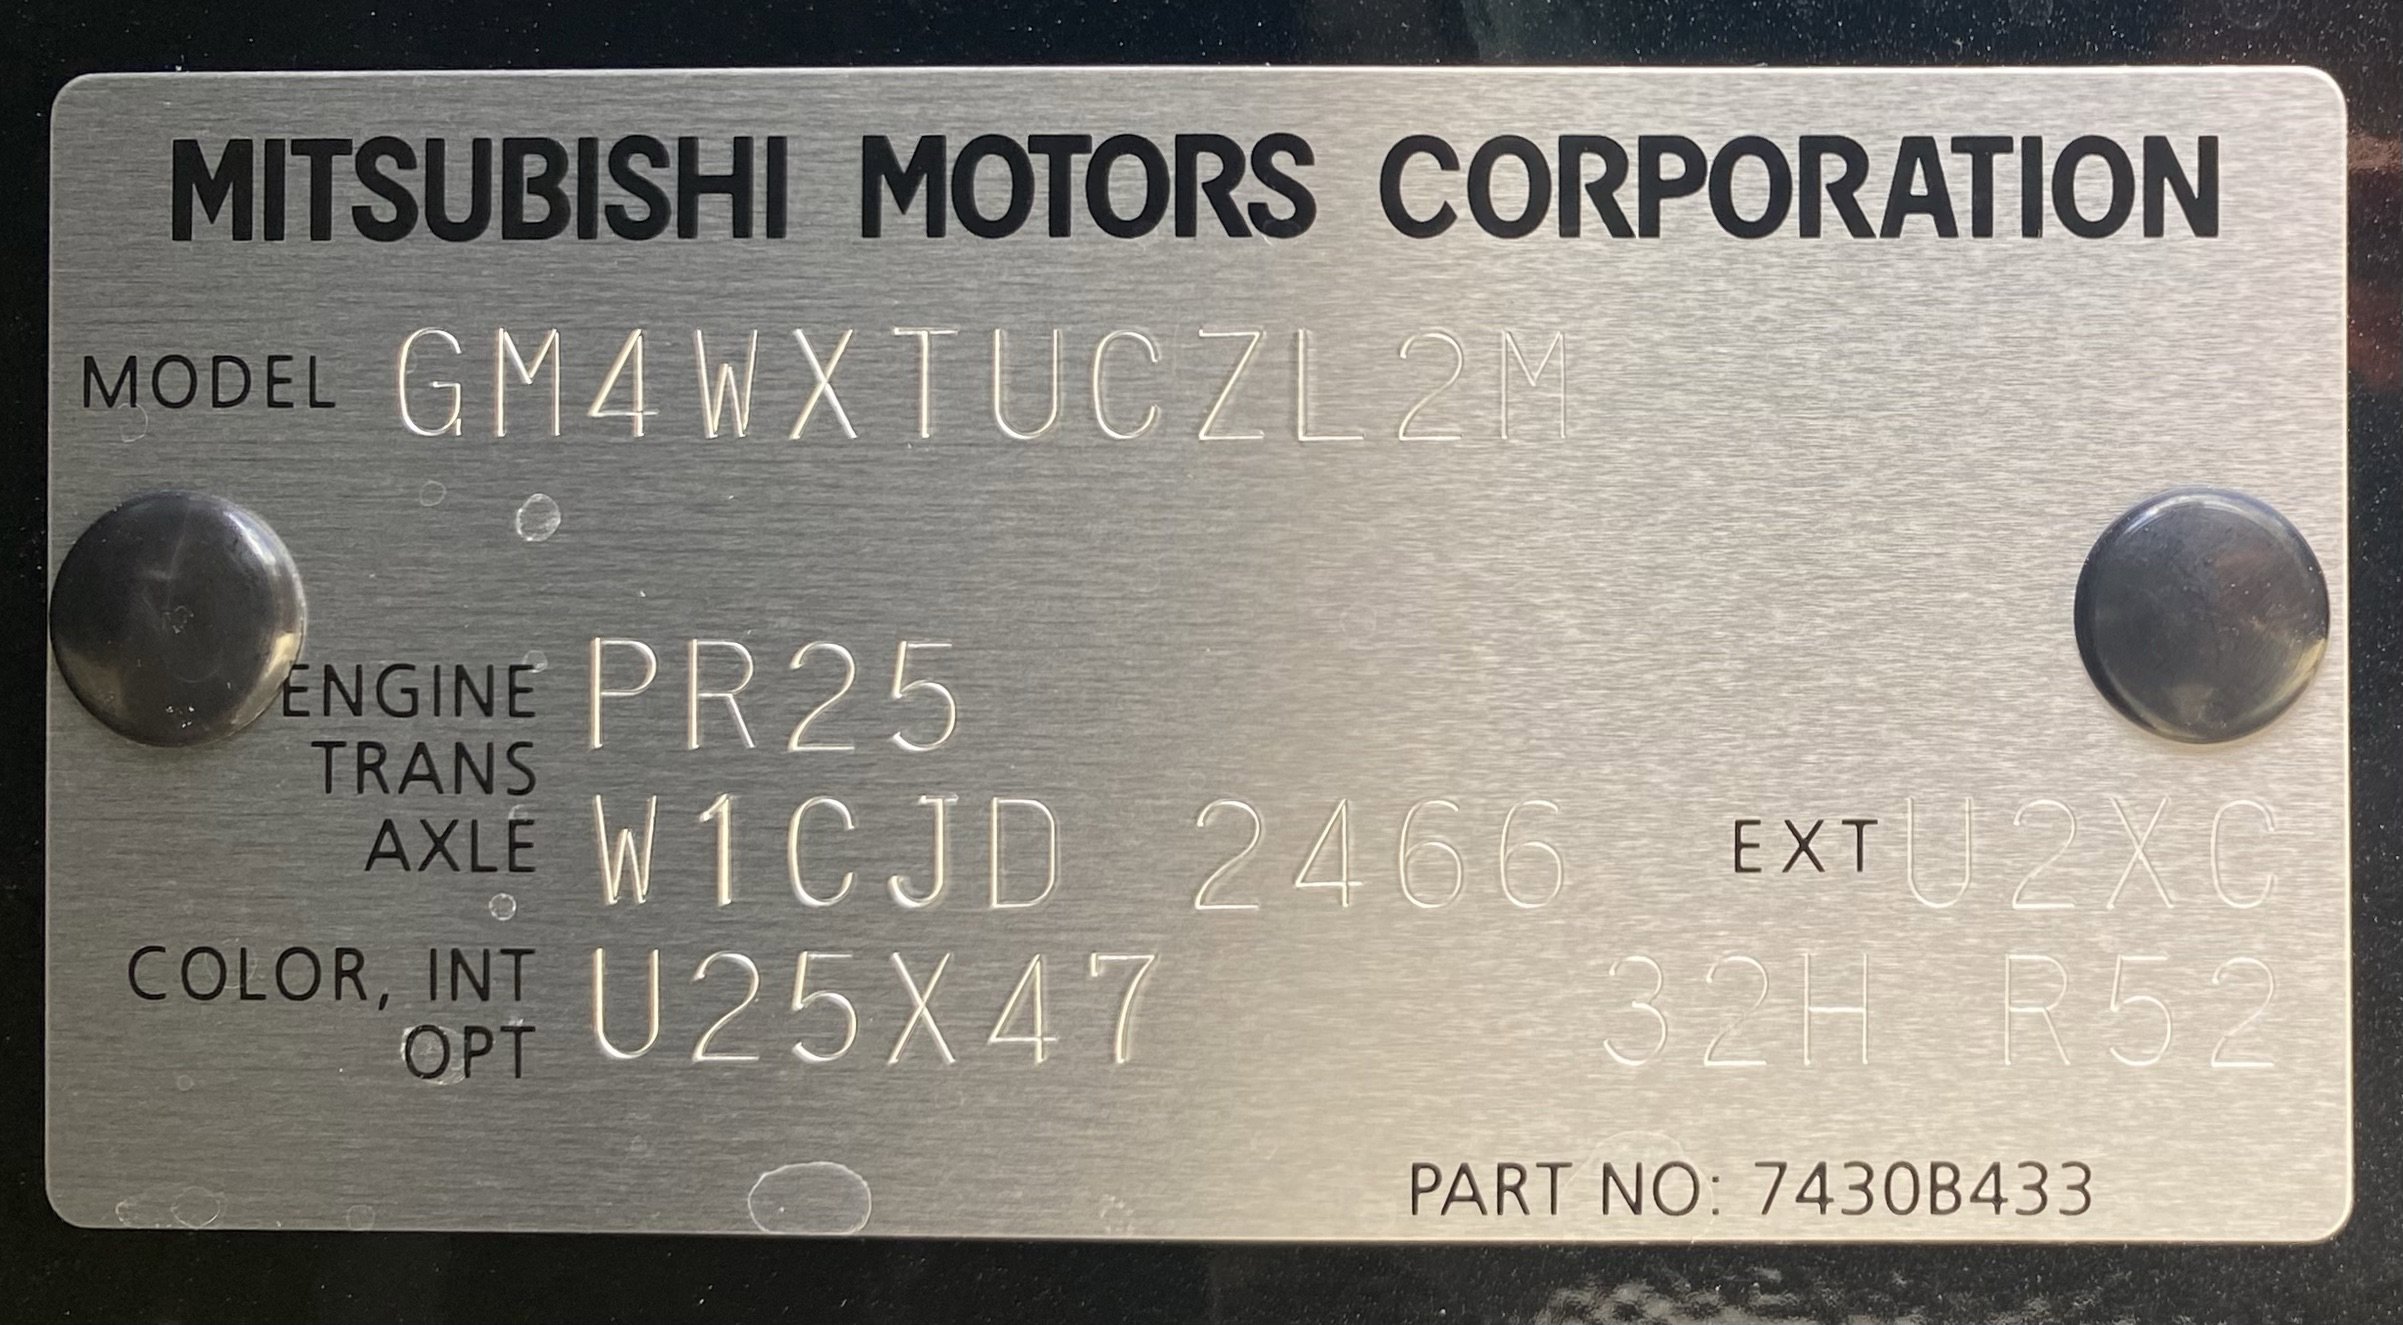 MITSUBISHI MOTORS CORPORATION
MODEL GM4WXTUCZL2M
ENGINE PR25
TRANS
AXLE W1CJD 2466 EXT U2XC
COLOR, INT U25X47 32H R52
OPT
PART NO: 7430B433